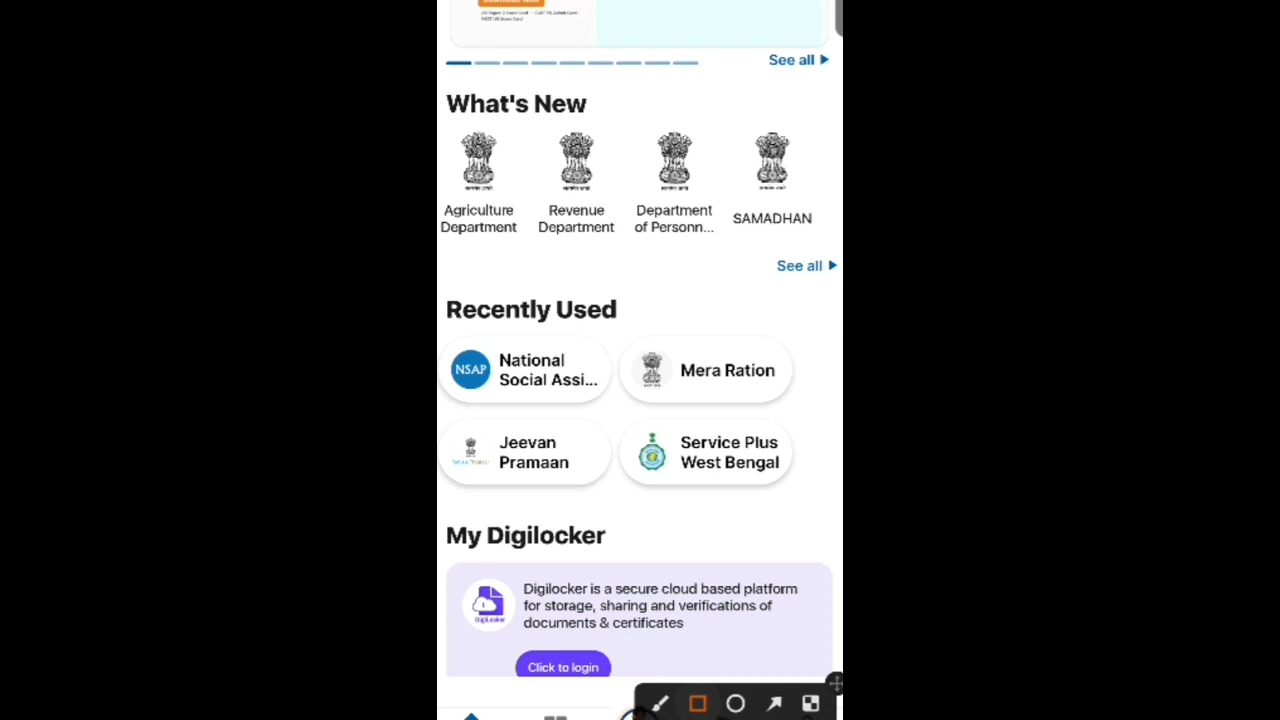 See all
What's New
Agriculture
Department
Revenue
Department
Department
of Personn...
SAMADHAN
See all
Recently Used
NSAP
National
Social Assi...
Mera Ration
Jeevan
Pramaan
Service Plus
West Bengal
My Digilocker
DigiLocker
Digilocker is a secure cloud based platform
for storage, sharing and verifications of
documents & certificates
Click to login